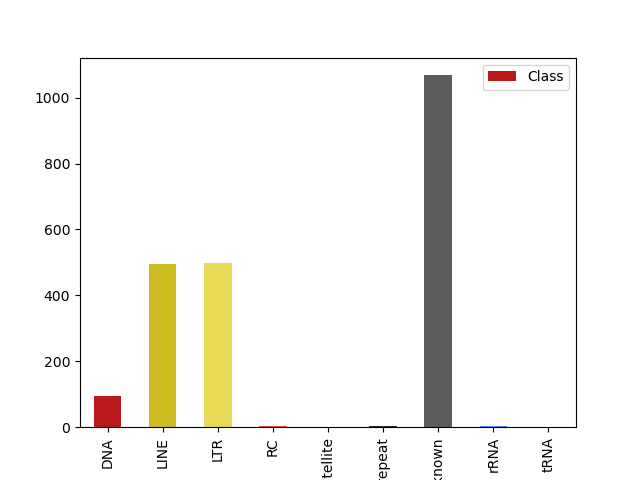 Class
1000
800
600
400
200
0
DNA
LINE
LTR
RC
tellite
repeat
known
rRNA
tRNA